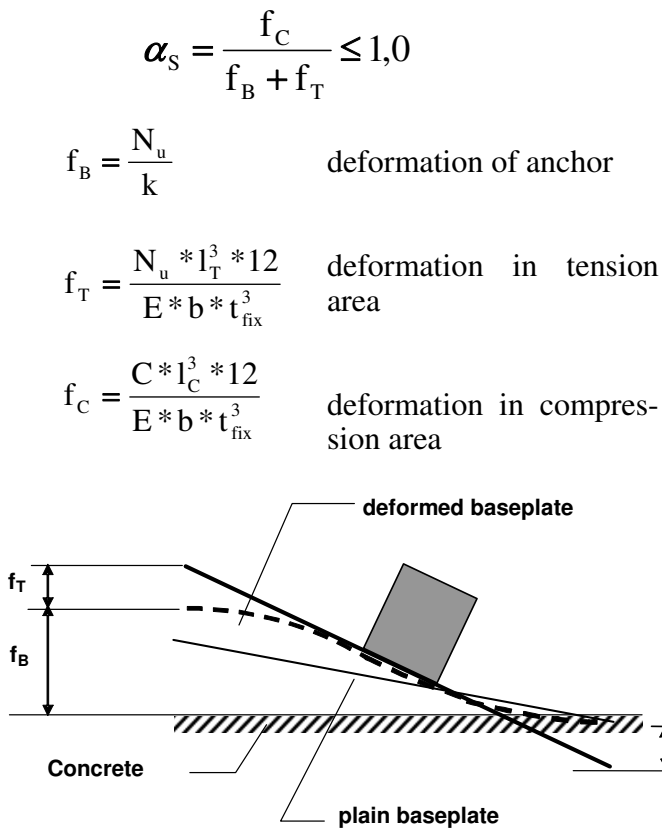 α_S = f_C / (f_B + f_T) ≤ 1,0
f_B = N_u / k deformation of anchor
f_T = N_u * l_T^3 * 12 / (E * b * t_fix^3) deformation in tension
area
f_C = C * l_C^3 * 12 / (E * b * t_fix^3) deformation in compres-
sion area
deformed baseplate
f_T
f_B
Concrete
plain baseplate